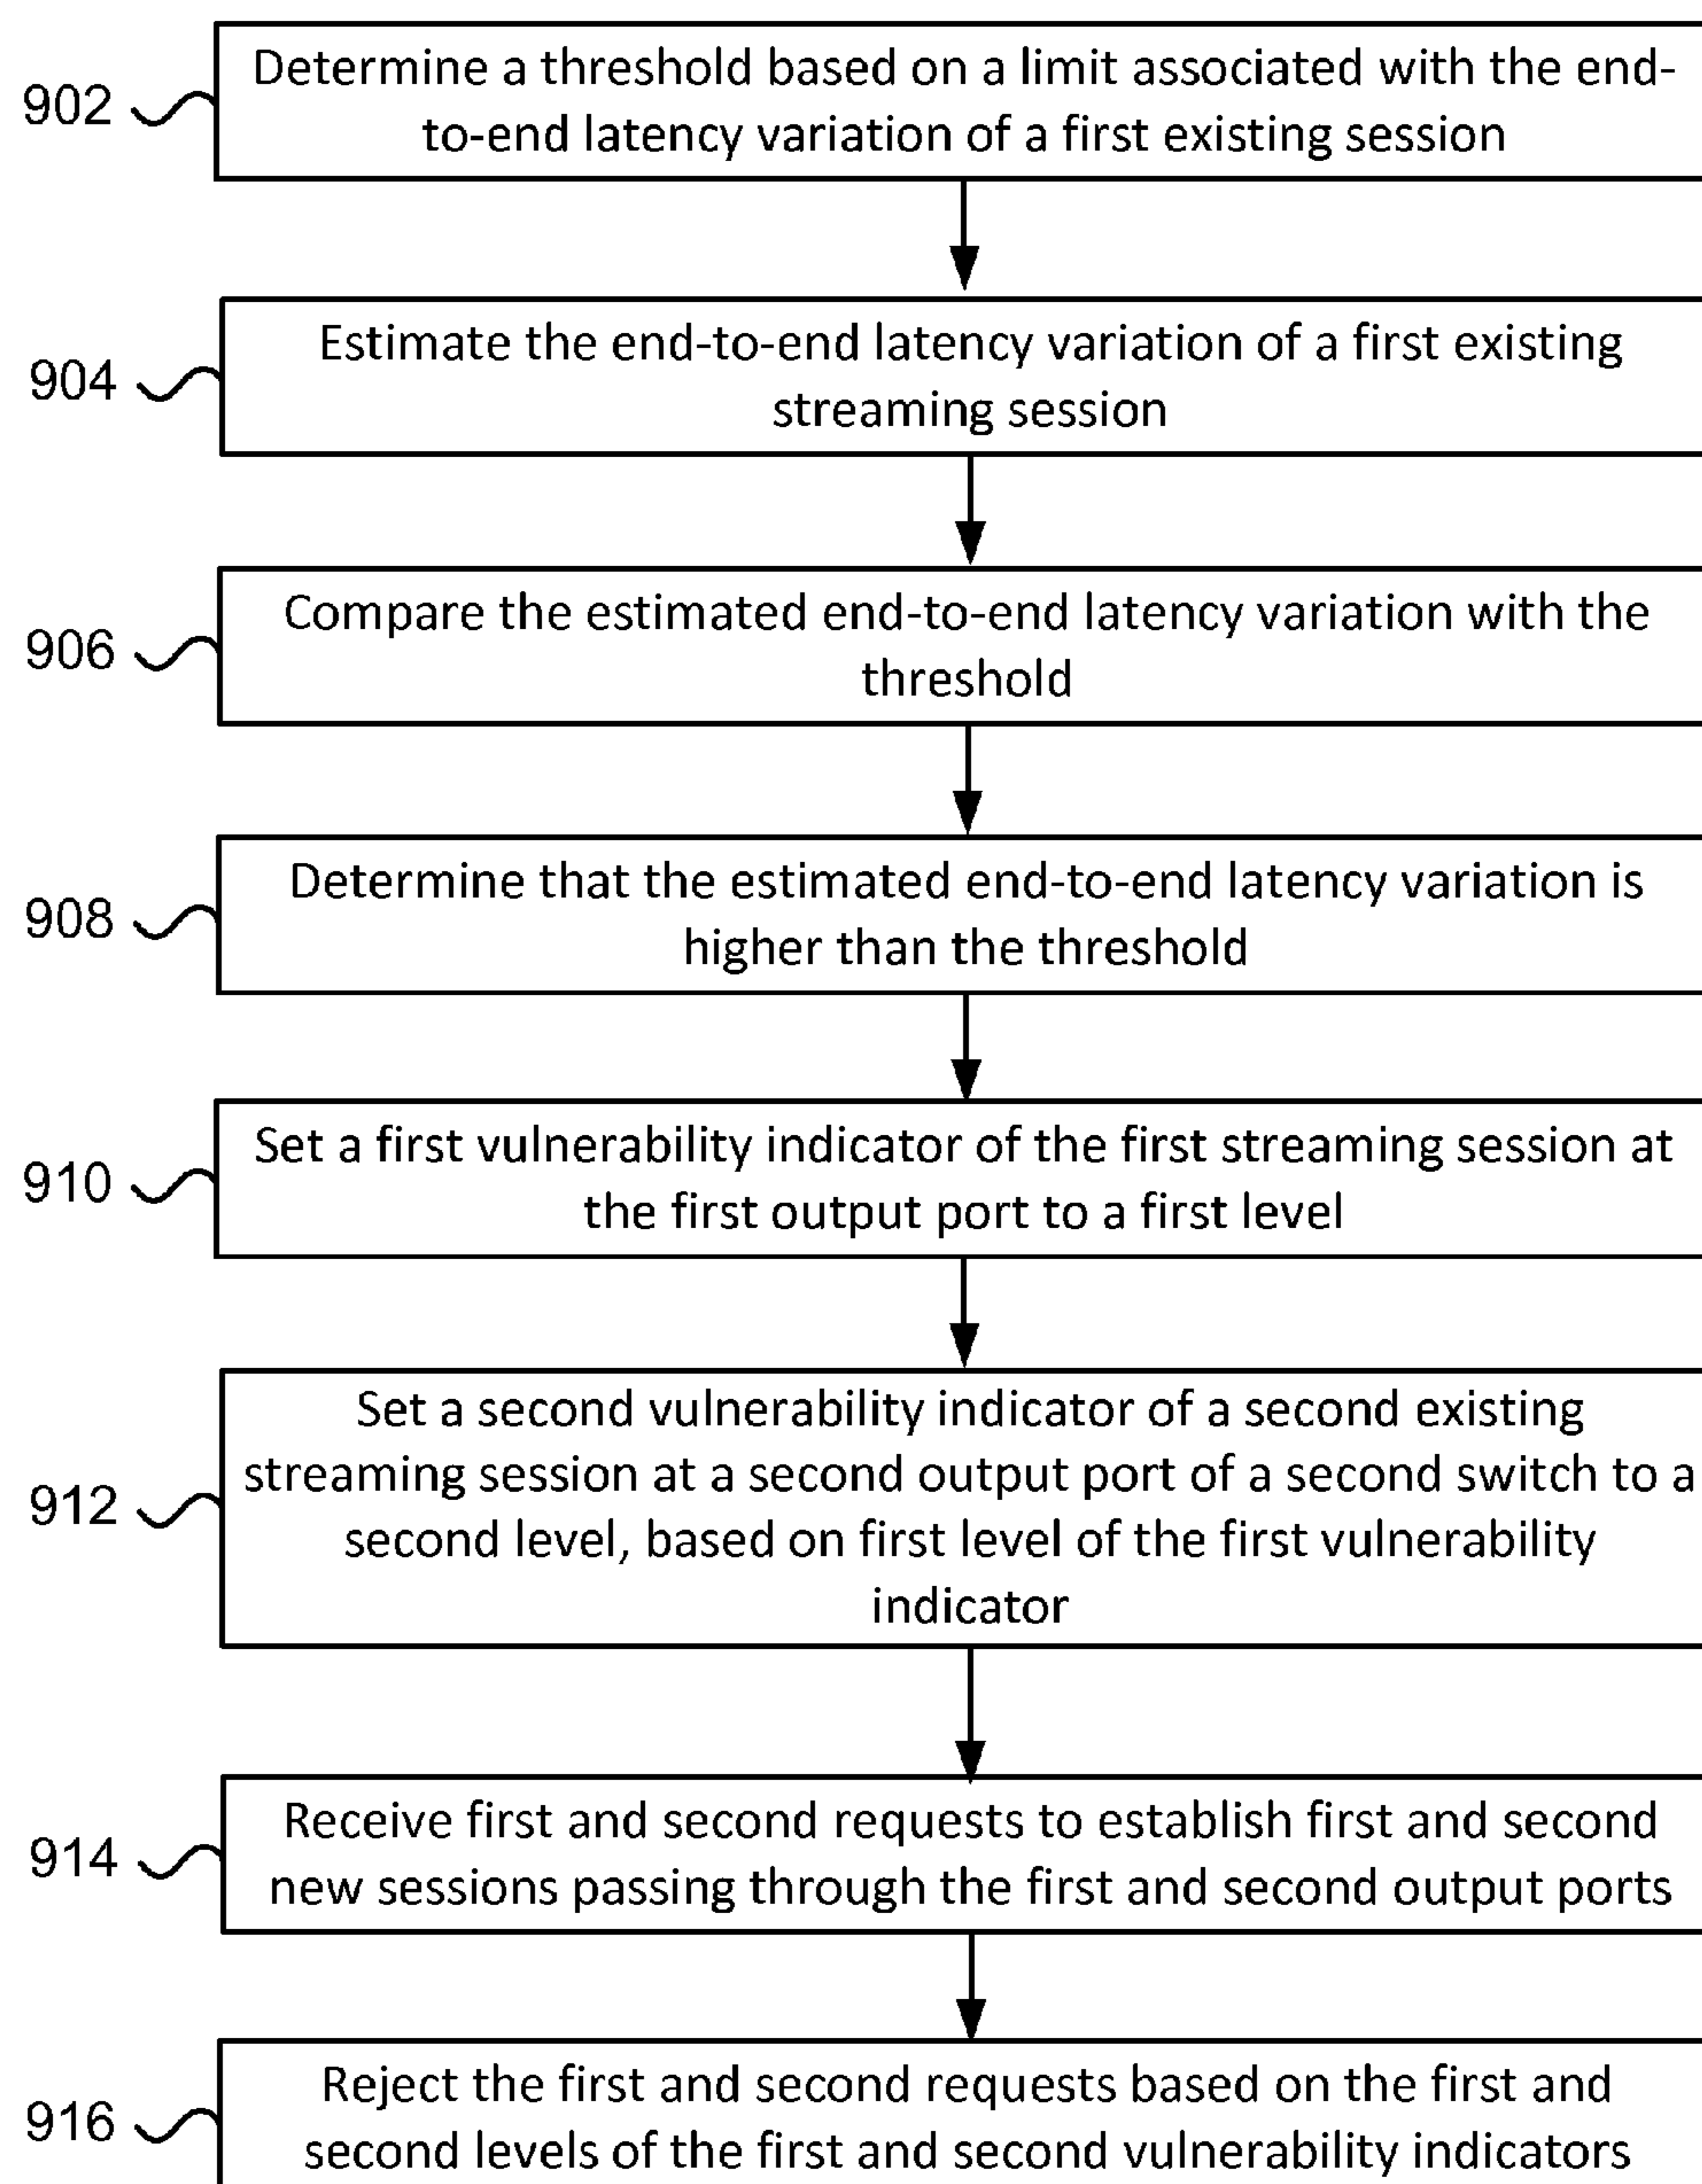 902
Determine a threshold based on a limit associated with the end-
to-end latency variation of a first existing session
904
Estimate the end-to-end latency variation of a first existing
streaming session
906
Compare the estimated end-to-end latency variation with the
threshold
908
Determine that the estimated end-to-end latency variation is
higher than the threshold
910
Set a first vulnerability indicator of the first streaming session at
the first output port to a first level
912
Set a second vulnerability indicator of a second existing
streaming session at a second output port of a second switch to a
second level, based on first level of the first vulnerability
indicator
914
Receive first and second requests to establish first and second
new sessions passing through the first and second output ports
916
Reject the first and second requests based on the first and
second levels of the first and second vulnerability indicators